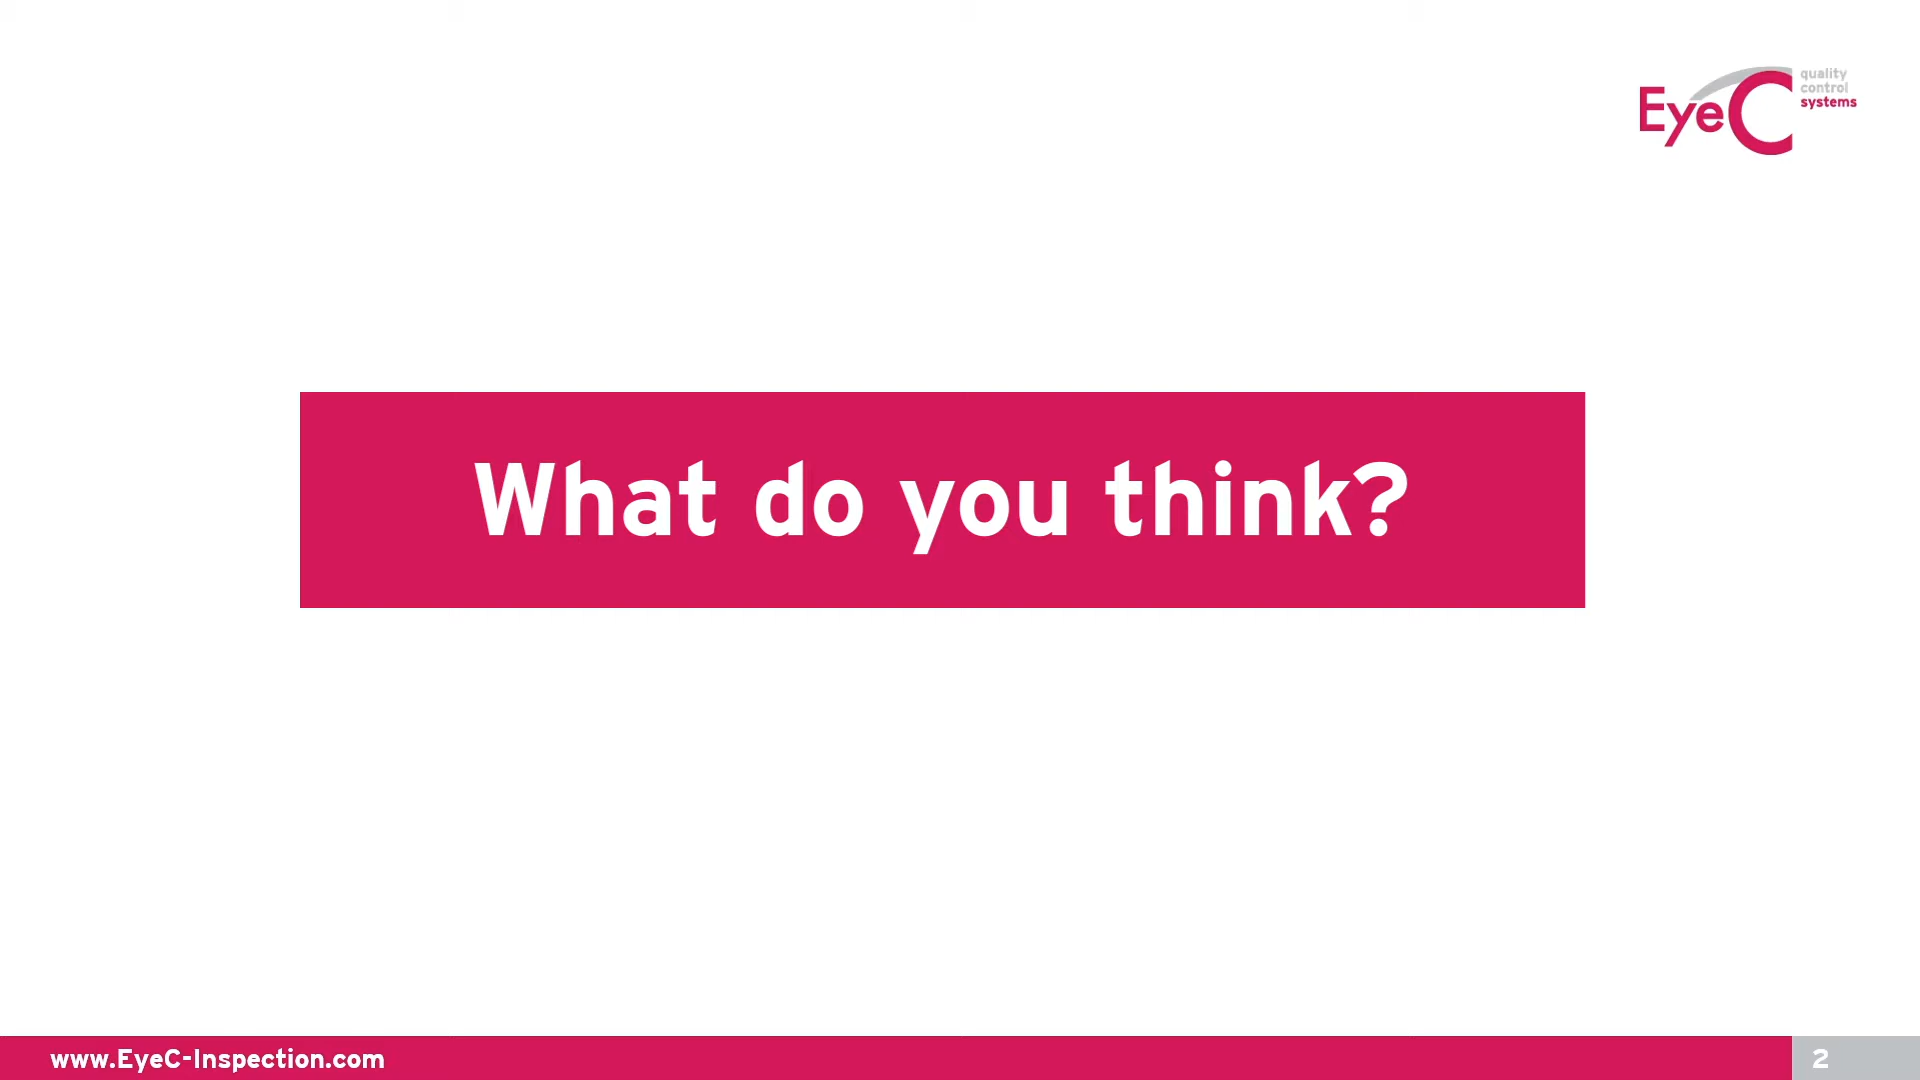 EyeC
quality
control
systems
What do you think?
www.EyeC-Inspection.com
2